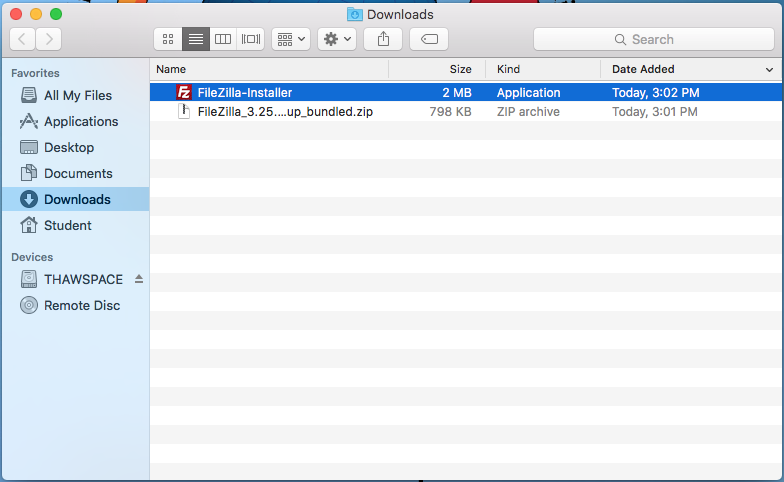 Downloads
Search
Favorites
All My Files
Applications
Desktop
Documents
Downloads
Student
Devices
THAWSPACE
Remote Disc
Name Size Kind Date Added
FileZilla-Installer 2 MB Application Today, 3:02 PM
FileZilla_3.25....up_bundled.zip 798 KB ZIP archive Today, 3:01 PM